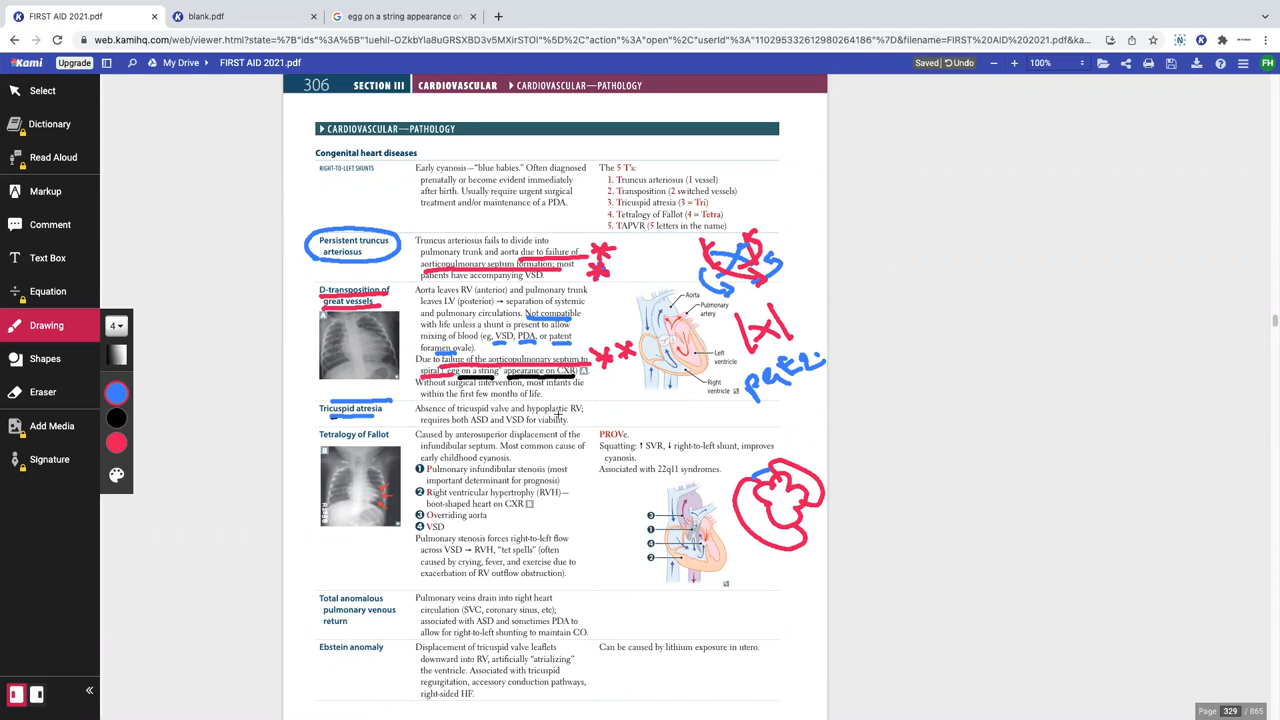 FIRST AID 2021.pdf
blank.pdf
egg on a string appearance on
web.kamihq.com/web/viewer.html?state=%7B"ids"%3A%5B"1uehiI-OZkbYla8uGRSXBD3v5MXirSTOI"%5D%2C"action"%3A"open"%2C"userId"%3A"110295332612980264186"%7D&filename=FIRST%20AID%202021.pdf&ka...
Kami
Upgrade
My Drive
FIRST AID 2021.pdf
Saved
Undo
100%
FH
Select
Dictionary
Read Aloud
Markup
Comment
Text Box
Equation
Drawing
4
Shapes
Eraser
Add Media
Signature
306 SECTION III CARDIOVASCULAR ▶ CARDIOVASCULAR—PATHOLOGY
▶ CARDIOVASCULAR—PATHOLOGY
Congenital heart diseases
RIGHT-TO-LEFT SHUNTS
Early cyanosis—“blue babies.” Often diagnosed
prenatally or become evident immediately
after birth. Usually require urgent surgical
treatment and/or maintenance of a PDA.
The 5 T's:
1. Truncus arteriosus (1 vessel)
2. Transposition (2 switched vessels)
3. Tricuspid atresia (3 = Tri)
4. Tetralogy of Fallot (4 = Tetra)
5. TAPVR (5 letters in the name)
Persistent truncus
arteriosus
Truncus arteriosus fails to divide into
pulmonary trunk and aorta due to failure of
aorticopulmonary septum formation; most
patients have accompanying VSD.
D-transposition of
great vessels
A
Aorta leaves RV (anterior) and pulmonary trunk
leaves LV (posterior) → separation of systemic
and pulmonary circulations. Not compatible
with life unless a shunt is present to allow
mixing of blood (eg, VSD, PDA, or patent
foramen ovale).
Due to failure of the aorticopulmonary septum to
spiral (“egg on a string” appearance on CXR) A.
Without surgical intervention, most infants die
within the first few months of life.
Aorta
Pulmonary
artery
Left
ventricle
Right
ventricle
PGE2
Tricuspid atresia
Absence of tricuspid valve and hypoplastic RV;
requires both ASD and VSD for viability.
Tetralogy of Fallot
B
Caused by anterosuperior displacement of the
infundibular septum. Most common cause of
early childhood cyanosis.
1 Pulmonary infundibular stenosis (most
important determinant for prognosis)
2 Right ventricular hypertrophy (RVH)—
boot-shaped heart on CXR B
3 Overriding aorta
4 VSD
Pulmonary stenosis forces right-to-left flow
across VSD → RVH, “tet spells” (often
caused by crying, fever, and exercise due to
exacerbation of RV outflow obstruction).
PROVe.
Squatting: ↑ SVR, ↓ right-to-left shunt, improves
cyanosis.
Associated with 22q11 syndromes.
3
1
4
2
Total anomalous
pulmonary venous
return
Pulmonary veins drain into right heart
circulation (SVC, coronary sinus, etc);
associated with ASD and sometimes PDA to
allow for right-to-left shunting to maintain CO.
Ebstein anomaly
Displacement of tricuspid valve leaflets
downward into RV, artificially “atrializing”
the ventricle. Associated with tricuspid
regurgitation, accessory conduction pathways,
right-sided HF.
Can be caused by lithium exposure in utero.
Page 329 / 865